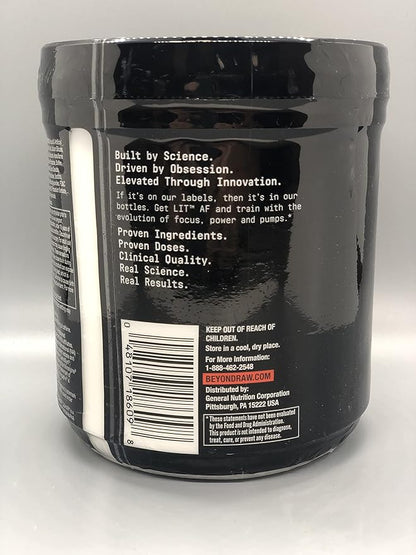 Built by Science.
Driven by Obsession.
Elevated Through Innovation.
If it's on our labels, then it's in our
bottles. Get LIT™ AF and train with the
evolution of focus, power and pumps.*
Proven Ingredients.
Proven Doses.
Clinical Quality.
Real Science.
Real Results.
KEEP OUT OF REACH OF
CHILDREN.
Store in a cool, dry place.
For More Information:
1-888-462-2548
BEYONDRAW.COM
Distributed by:
General Nutrition Corporation
Pittsburgh, PA 15222 USA
*These statements have not been evaluated
by the Food and Drug Administration.
This product is not intended to diagnose,
treat, cure, or prevent any disease.
0 48107 18609 8